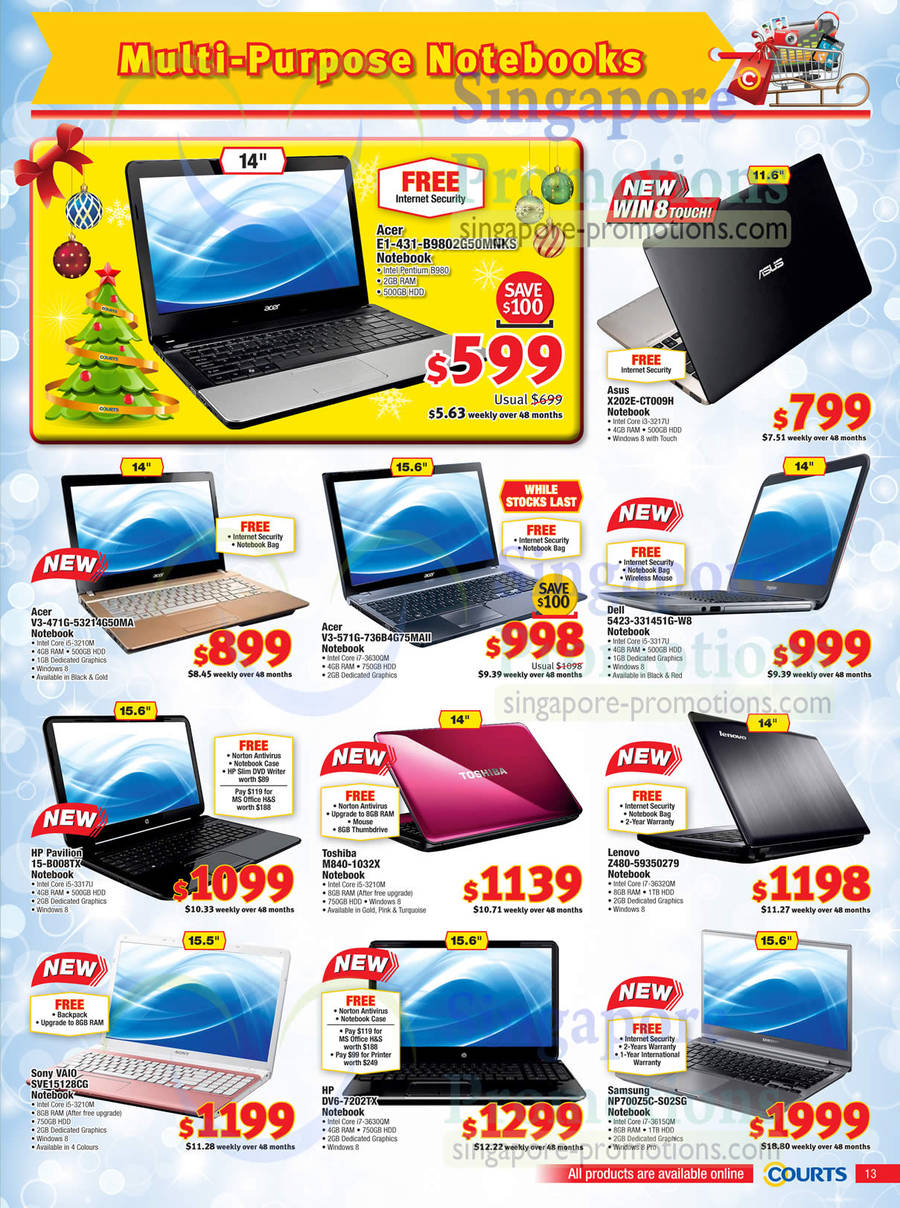 Multi-Purpose Notebooks
Singapore
Promotions
singapore-promotions.com
14"
FREE
Internet Security
Acer
E1-431-B9802G50MNKS
Notebook
• Intel Pentium B980
• 2GB RAM
• 500GB HDD
SAVE
$100
$599
Usual $699
$5.63 weekly over 48 months
COURTS
COURTS
COURTS
acer
11.6"
NEW
WIN 8 TOUCH!
ASUS
FREE
Internet Security
Asus
X202E-CT009H
Notebook
• Intel Core i3-3217U
• 4GB RAM • 500GB HDD
• Windows 8 with Touch
$799
$7.51 weekly over 48 months
14"
FREE
• Internet Security
• Notebook Bag
NEW
Acer
V3-471G-53214G50MA
Notebook
• Intel Core i5-3210M
• 4GB RAM • 500GB HDD
• 1GB Dedicated Graphics
• Windows 8
• Available in Black & Gold
$899
$8.45 weekly over 48 months
15.6"
WHILE
STOCKS LAST
FREE
• Internet Security
• Notebook Bag
SAVE
$100
Acer
V3-571G-736B4G75MAII
Notebook
• Intel Core i7-3630QM
• 4GB RAM • 750GB HDD
• 2GB Dedicated Graphics
$998
Usual $1098
$9.39 weekly over 48 months
14"
NEW
FREE
• Internet Security
• Notebook Bag
• Wireless Mouse
Dell
5423-331451G-W8
Notebook
• Intel Core i5-3317U
• 4GB RAM • 500GB HDD
• 1GB Dedicated Graphics
• Windows 8
• Available in Black & Red
$999
$9.39 weekly over 48 months
Singapore
Promotions
singapore-promotions.com
15.6"
FREE
• Norton Antivirus
• Notebook Case
• HP Slim DVD Writer
worth $89
• Pay $119 for
MS Office H&S
worth $188
NEW
HP Pavilion
15-B008TX
Notebook
• Intel Core i5-3317U
• 4GB RAM • 500GB HDD
• 2GB Dedicated Graphics
• Windows 8
$1099
$10.33 weekly over 48 months
14"
NEW
TOSHIBA
FREE
• Norton Antivirus
• Upgrade to 8GB RAM
• Mouse
• 8GB Thumbdrive
Toshiba
M840-1032X
Notebook
• Intel Core i5-3210M
• 8GB RAM (After free upgrade)
• 750GB HDD • Windows 8
• Available in Gold, Pink & Turquoise
$1139
$10.71 weekly over 48 months
14"
NEW
lenovo
FREE
• Internet Security
• Notebook Bag
• 2-Year Warranty
Lenovo
Z480-59350279
Notebook
• Intel Core i7-3632QM
• 8GB RAM • 1TB HDD
• 2GB Dedicated Graphics
• Windows 8
$1198
$11.27 weekly over 48 months
15.5"
NEW
FREE
• Backpack
• Upgrade to 8GB RAM
SONY
Sony VAIO
SVE15128CG
Notebook
• Intel Core i5-3210M
• 8GB RAM (After free upgrade)
• 750GB HDD
• 2GB Dedicated Graphics
• Windows 8
• Available in 4 Colours
$1199
$11.28 weekly over 48 months
15.6"
NEW
FREE
• Norton Antivirus
• Notebook Case
• Pay $119 for
MS Office H&S
worth $188
• Pay $99 for Printer
worth $249
HP
DV6-7202TX
Notebook
• Intel Core i7-3630QM
• 4GB RAM • 750GB HDD
• 2GB Dedicated Graphics
• Windows 8
$1299
$12.22 weekly over 48 months
15.6"
NEW
FREE
• Internet Security
• 2-Years Warranty
• 1-Year International
Warranty
Samsung
NP700Z5C-S02SG
Notebook
• Intel Core i7-3615QM
• 8GB RAM • 1TB HDD
• 2GB Dedicated Graphics
• Windows 8 Pro
$1999
$18.80 weekly over 48 months
Singapore
Promotions
singapore-promotions.com
All products are available online
COURTS
13